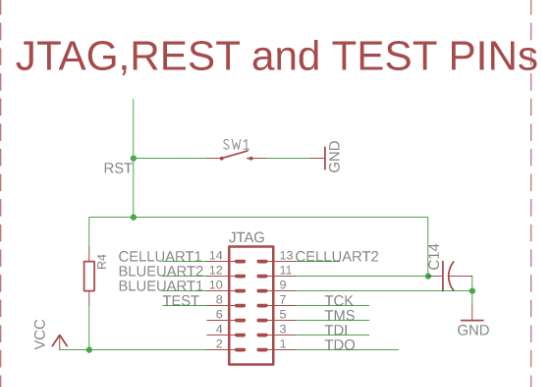 JTAG,REST and TEST PINs
SW1
GND
RST
JTAG
R4
C14
CELLUART1 14 13 CELLUART2
BLUEUART2 12 11
BLUEUART1 10 9
TEST 8 7 TCK
6 5 TMS
4 3 TDI
2 1 TDO
GND
VCC